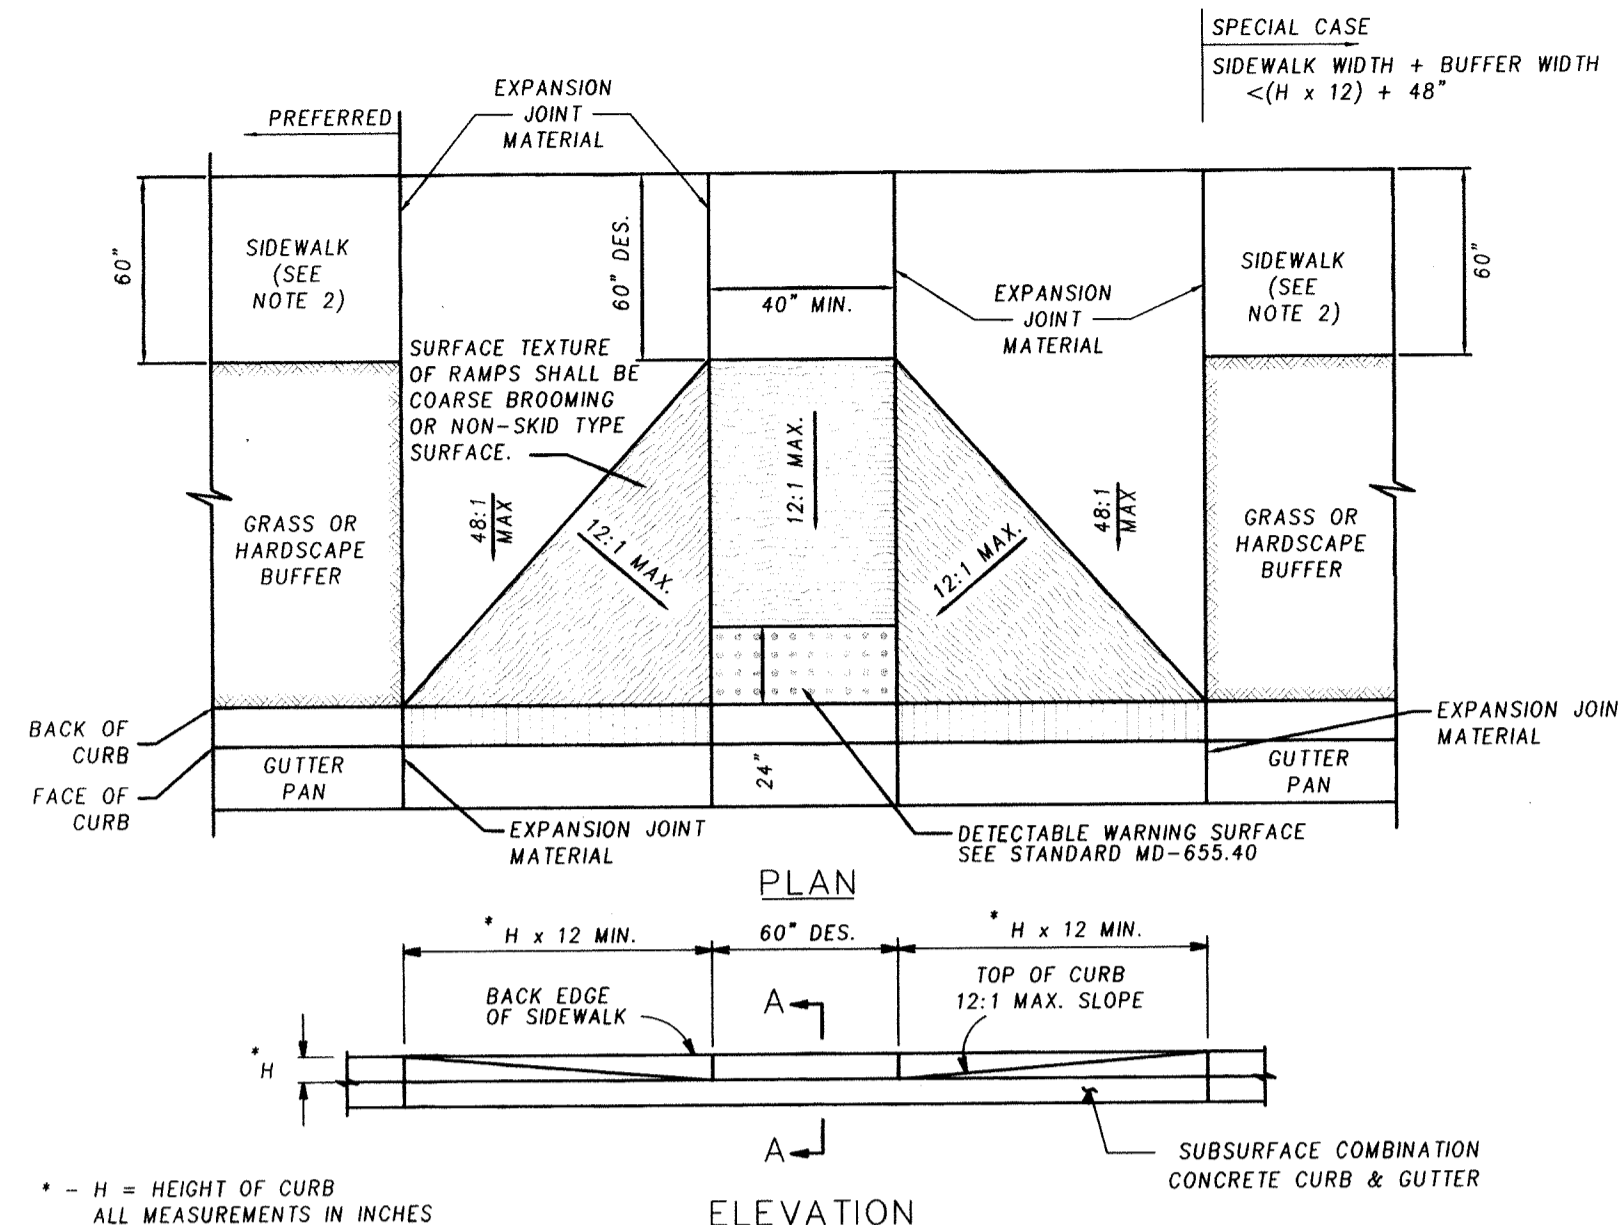 SPECIAL CASE
SIDEWALK WIDTH + BUFFER WIDTH
<(H x 12) + 48"
PREFERRED
EXPANSION
JOINT
MATERIAL
60"
SIDEWALK
(SEE
NOTE 2)
60" DES.
40" MIN.
EXPANSION
JOINT
MATERIAL
SIDEWALK
(SEE
NOTE 2)
60"
SURFACE TEXTURE
OF RAMPS SHALL BE
COARSE BROOMING
OR NON-SKID TYPE
SURFACE.
GRASS OR
HARDSCAPE
BUFFER
48:1
MAX
12:1 MAX.
12:1 MAX.
12:1 MAX.
48:1
MAX
GRASS OR
HARDSCAPE
BUFFER
BACK OF
CURB
FACE OF
CURB
GUTTER
PAN
24"
GUTTER
PAN
EXPANSION JOIN
MATERIAL
EXPANSION JOINT
MATERIAL
DETECTABLE WARNING SURFACE
SEE STANDARD MD-655.40
PLAN
* H x 12 MIN.
60" DES.
* H x 12 MIN.
BACK EDGE
OF SIDEWALK
A
TOP OF CURB
12:1 MAX. SLOPE
* H
A
SUBSURFACE COMBINATION
CONCRETE CURB & GUTTER
* - H = HEIGHT OF CURB
ALL MEASUREMENTS IN INCHES
ELEVATION